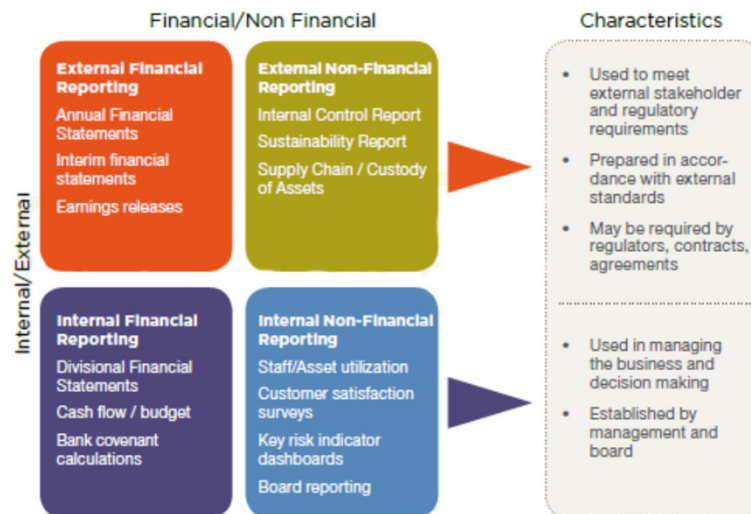 Financial/Non Financial
Characteristics
Internal/External
External Financial
Reporting
Annual Financial
Statements
Interim financial
statements
Earnings releases
External Non-Financial
Reporting
Internal Control Report
Sustainability Report
Supply Chain / Custody
of Assets
• Used to meet
external stakeholder
and regulatory
requirements
• Prepared in accor-
dance with external
standards
• May be required by
regulators, contracts,
agreements
Internal Financial
Reporting
Divisional Financial
Statements
Cash flow / budget
Bank covenant
calculations
Internal Non-Financial
Reporting
Staff/Asset utilization
Customer satisfaction
surveys
Key risk indicator
dashboards
Board reporting
• Used in managing
the business and
decision making
• Established by
management and
board